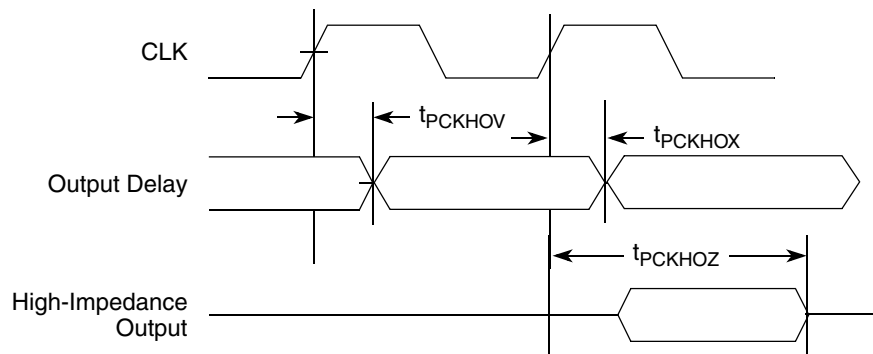 CLK
tPCKHOV
tPCKHOX
Output Delay
tPCKHOZ
High-Impedance
Output